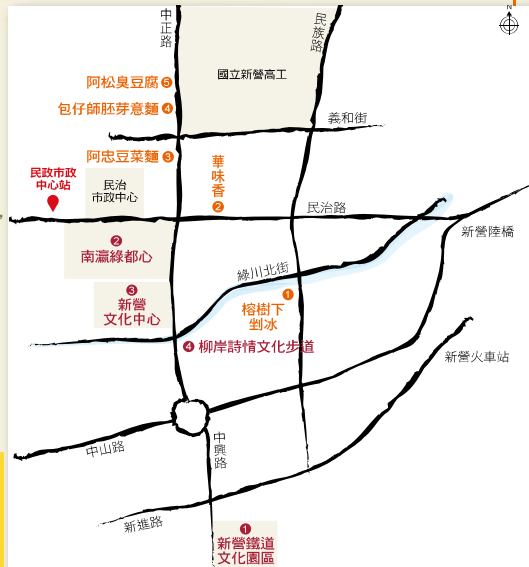 N
中正路
民族路
國立新營高工
阿松臭豆腐 5
包仔師胚芽意麵 4
義和街
阿忠豆菜麵 3
華味香
2
民政市政
中心站
民治
市政中心
民治路
新營陸橋
2
南瀛綠都心
綠川北街
3
新營
文化中心
1
榕樹下
剉冰
4 柳岸詩情文化步道
新營火車站
中山路
中興路
新進路
1
新營鐵道
文化園區